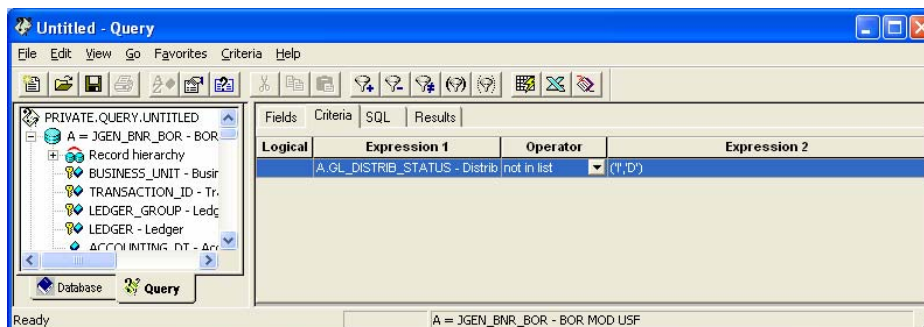 Untitled - Query
File Edit View Go Favorites Criteria Help
PRIVATE.QUERY.UNTITLED
A = JGEN_BNR_BOR - BOR
Record hierarchy
BUSINESS_UNIT - Busir
TRANSACTION_ID - Tr
LEDGER_GROUP - Ledg
LEDGER - Ledger
ACCOUNTING_DT - Acc
Database Query
Fields Criteria SQL Results
Logical Expression 1 Operator Expression 2
A.GL_DISTRIB_STATUS - Distrib not in list ('I','D')
Ready A = JGEN_BNR_BOR - BOR MOD USF